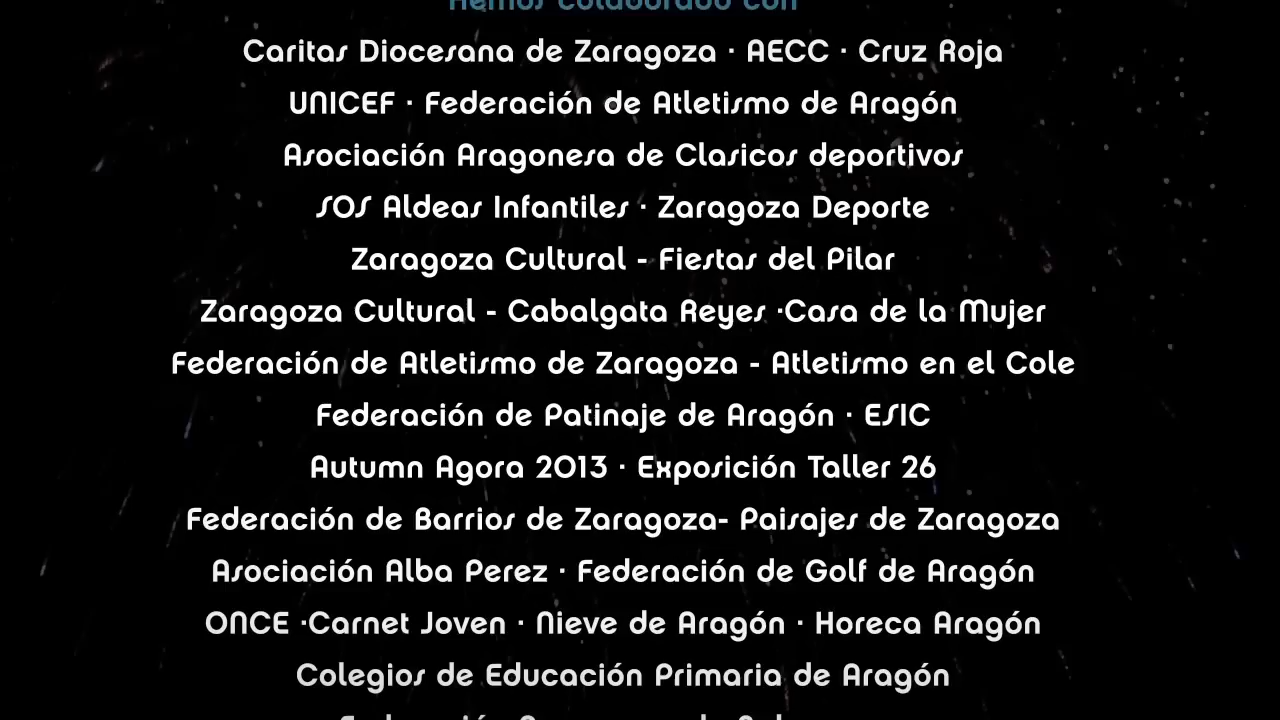 Hemos colaborado con
Caritas Diocesana de Zaragoza · AECC · Cruz Roja
UNICEF · Federación de Atletismo de Aragón
Asociación Aragonesa de Clasicos deportivos
SOS Aldeas Infantiles · Zaragoza Deporte
Zaragoza Cultural - Fiestas del Pilar
Zaragoza Cultural - Cabalgata Reyes ·Casa de la Mujer
Federación de Atletismo de Zaragoza - Atletismo en el Cole
Federación de Patinaje de Aragón · ESIC
Autumn Agora 2013 · Exposición Taller 26
Federación de Barrios de Zaragoza- Paisajes de Zaragoza
Asociación Alba Perez · Federación de Golf de Aragón
ONCE ·Carnet Joven · Nieve de Aragón · Horeca Aragón
Colegios de Educación Primaria de Aragón
Federación